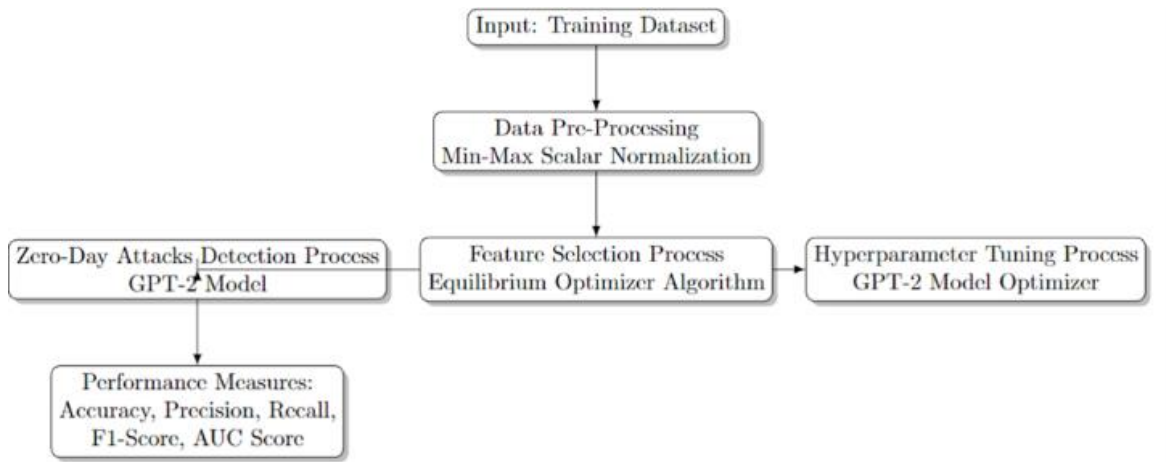 Input: Training Dataset
Data Pre-Processing
Min-Max Scalar Normalization
Zero-Day Attacks Detection Process
GPT-2 Model
Feature Selection Process
Equilibrium Optimizer Algorithm
Hyperparameter Tuning Process
GPT-2 Model Optimizer
Performance Measures:
Accuracy, Precision, Recall,
F1-Score, AUC Score